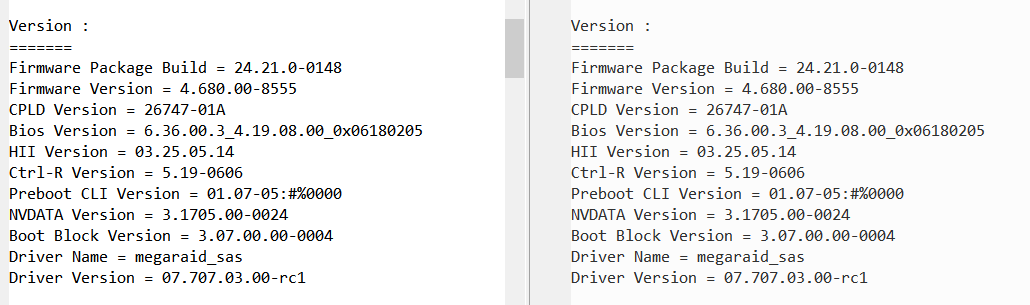 Version :
=======
Firmware Package Build = 24.21.0-0148
Firmware Version = 4.680.00-8555
CPLD Version = 26747-01A
Bios Version = 6.36.00.3_4.19.08.00_0x06180205
HII Version = 03.25.05.14
Ctrl-R Version = 5.19-0606
Preboot CLI Version = 01.07-05:#%0000
NVDATA Version = 3.1705.00-0024
Boot Block Version = 3.07.00.00-0004
Driver Name = megaraid_sas
Driver Version = 07.707.03.00-rc1
Version :
=======
Firmware Package Build = 24.21.0-0148
Firmware Version = 4.680.00-8555
CPLD Version = 26747-01A
Bios Version = 6.36.00.3_4.19.08.00_0x06180205
HII Version = 03.25.05.14
Ctrl-R Version = 5.19-0606
Preboot CLI Version = 01.07-05:#%0000
NVDATA Version = 3.1705.00-0024
Boot Block Version = 3.07.00.00-0004
Driver Name = megaraid_sas
Driver Version = 07.707.03.00-rc1